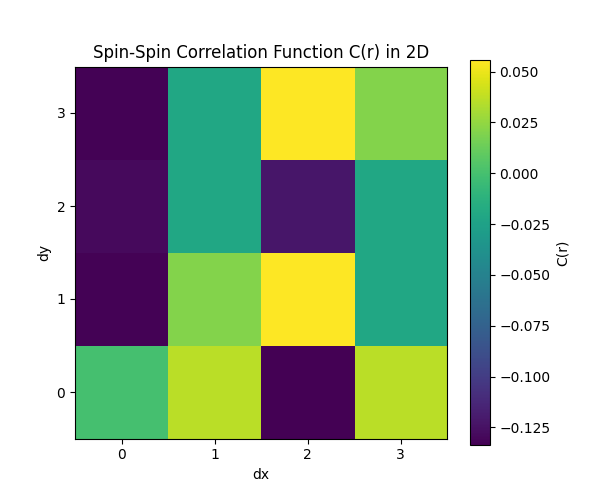 Spin-Spin Correlation Function C(r) in 2D
3
2
1
0
dy
0 1 2 3
dx
0.050
0.025
0.000
−0.025
−0.050
−0.075
−0.100
−0.125
C(r)